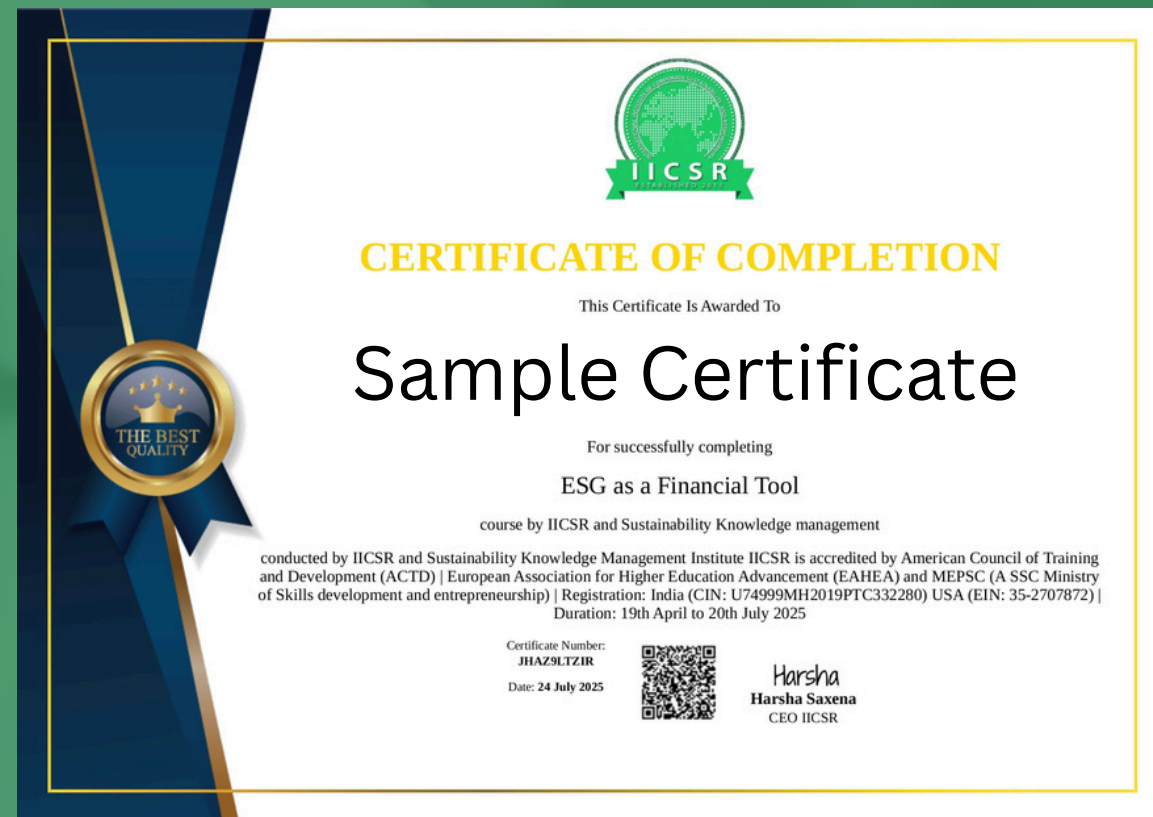 IICSR
ESTABLISHED 2011
CERTIFICATE OF COMPLETION
This Certificate Is Awarded To
Sample Certificate
THE BEST
QUALITY
For successfully completing
ESG as a Financial Tool
course by IICSR and Sustainability Knowledge management
conducted by IICSR and Sustainability Knowledge Management Institute IICSR is accredited by American Council of Training
and Development (ACTD) | European Association for Higher Education Advancement (EAHEA) and MEPSC (A SSC Ministry
of Skills development and entrepreneurship) | Registration: India (CIN: U74999MH2019PTC332280) USA (EIN: 35-2707872) |
Duration: 19th April to 20th July 2025
Certificate Number:
JHAZ9LTZIR
Date: 24 July 2025
Harsha
Harsha Saxena
CEO IICSR